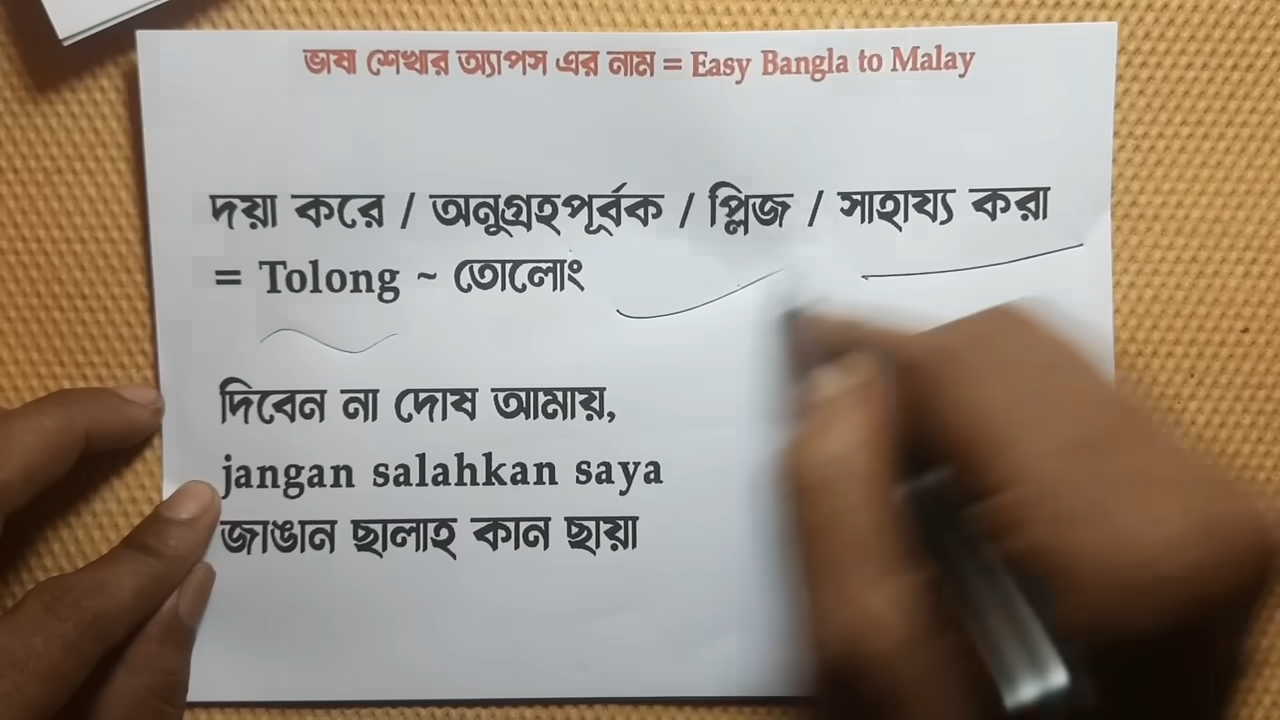 ভাষা শেখার অ্যাপস এর নাম = Easy Bangla to Malay
দয়া করে / অনুগ্রহপূর্বক / প্লিজ / সাহায্য করা
= Tolong ~ তোলোং
দিবেন না দোষ আমায়,
jangan salahkan saya
জাঙান ছালাহ কান ছায়া